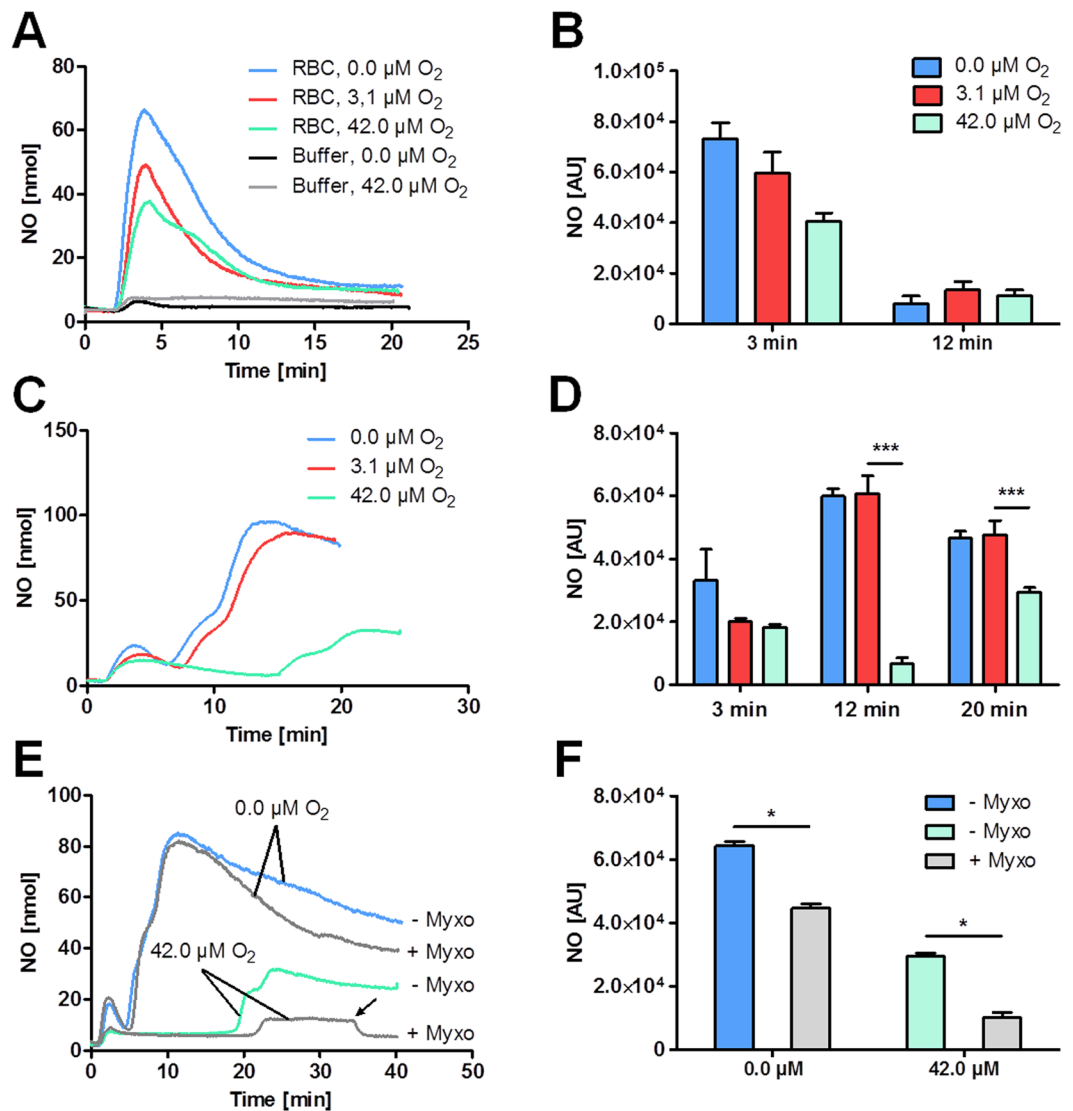 A
80
60
40
20
0
NO [nmol]
0 5 10 15 20 25
Time [min]
RBC, 0.0 µM O₂
RBC, 3,1 µM O₂
RBC, 42.0 µM O₂
Buffer, 0.0 µM O₂
Buffer, 42.0 µM O₂
B
1.0×10⁵
8.0×10⁴
6.0×10⁴
4.0×10⁴
2.0×10⁴
0
NO [AU]
3 min 12 min
0.0 µM O₂
3.1 µM O₂
42.0 µM O₂
C
150
100
50
0
NO [nmol]
0 10 20 30
Time [min]
0.0 µM O₂
3.1 µM O₂
42.0 µM O₂
D
8.0×10⁴
6.0×10⁴
4.0×10⁴
2.0×10⁴
0
NO [AU]
*** ***
3 min 12 min 20 min
E
100
80
60
40
20
0
NO [nmol]
0 10 20 30 40 50
Time [min]
0.0 µM O₂
- Myxo
+ Myxo
42.0 µM O₂
- Myxo
+ Myxo
F
8.0×10⁴
6.0×10⁴
4.0×10⁴
2.0×10⁴
0
NO [AU]
* *
0.0 µM 42.0 µM
- Myxo
- Myxo
+ Myxo